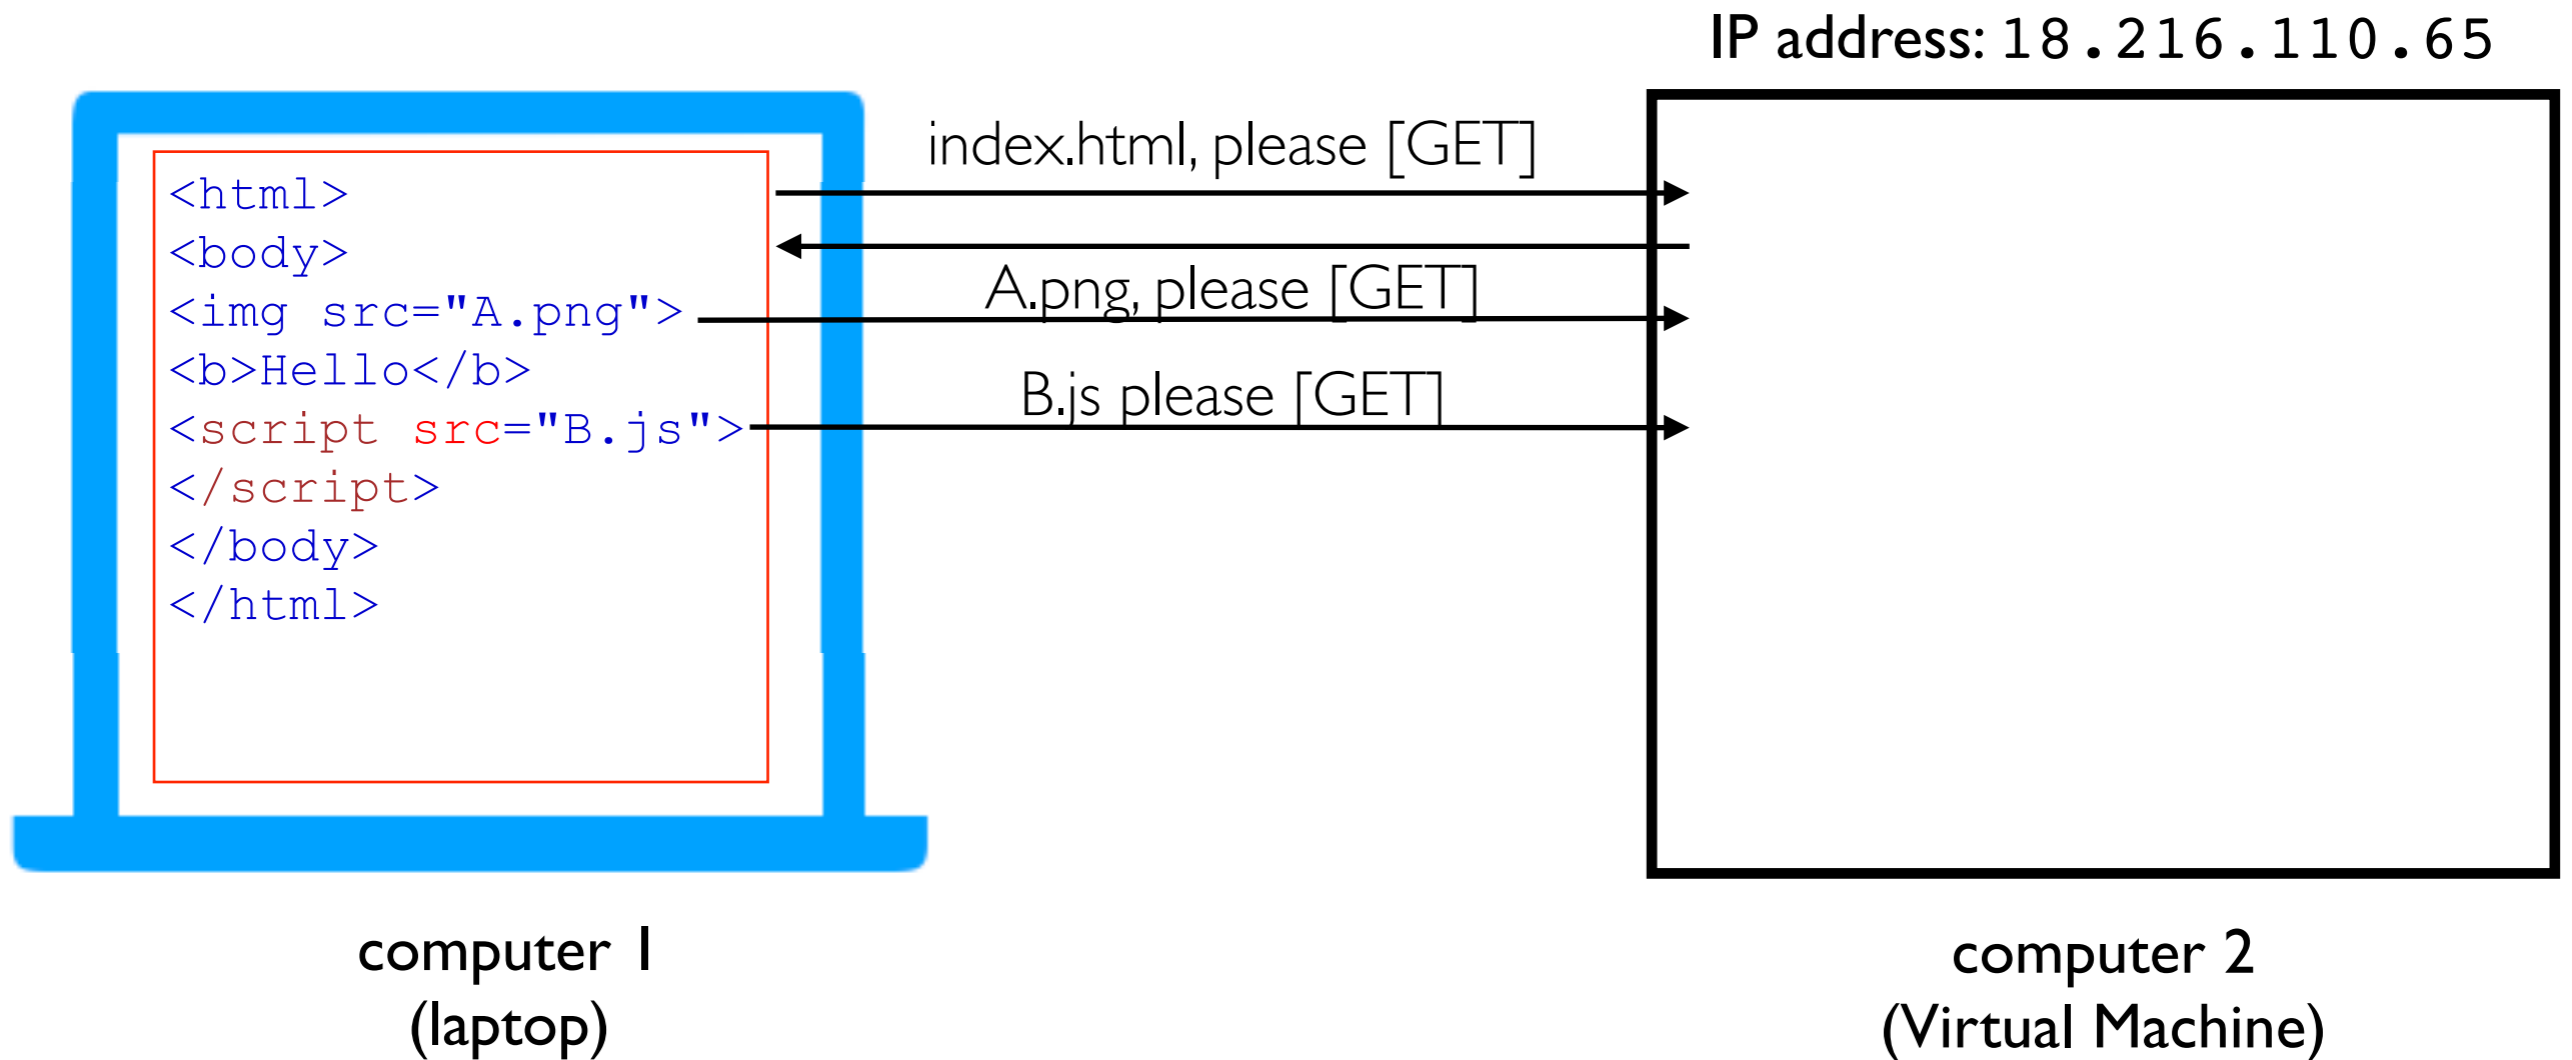 IP address: 18.216.110.65
index.html, please [GET]
<html>
<body>
A.png, please [GET]
<img src="A.png">
<b>Hello</b>
B.js please [GET]
<script src="B.js">
</script>
</body>
</html>
computer 1
(laptop)
computer 2
(Virtual Machine)